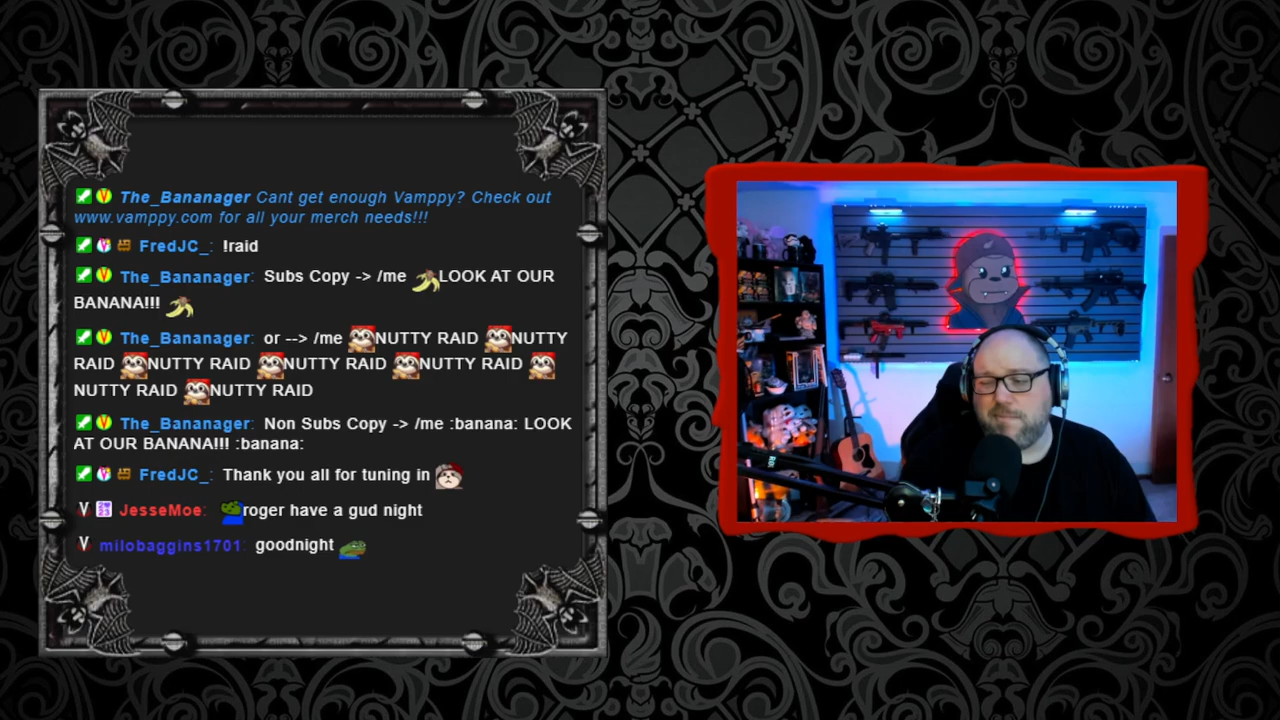 The_Bananager Cant get enough Vamppy? Check out
www.vamppy.com for all your merch needs!!!
FredJC_: !raid
The_Bananager: Subs Copy -> /me LOOK AT OUR
BANANA!!!
The_Bananager: or --> /me NUTTY RAID NUTTY
RAID NUTTY RAID NUTTY RAID NUTTY RAID
NUTTY RAID NUTTY RAID
The_Bananager: Non Subs Copy -> /me :banana: LOOK
AT OUR BANANA!!! :banana:
FredJC_: Thank you all for tuning in
V JesseMoe: roger have a gud night
V milobaggins1701: goodnight